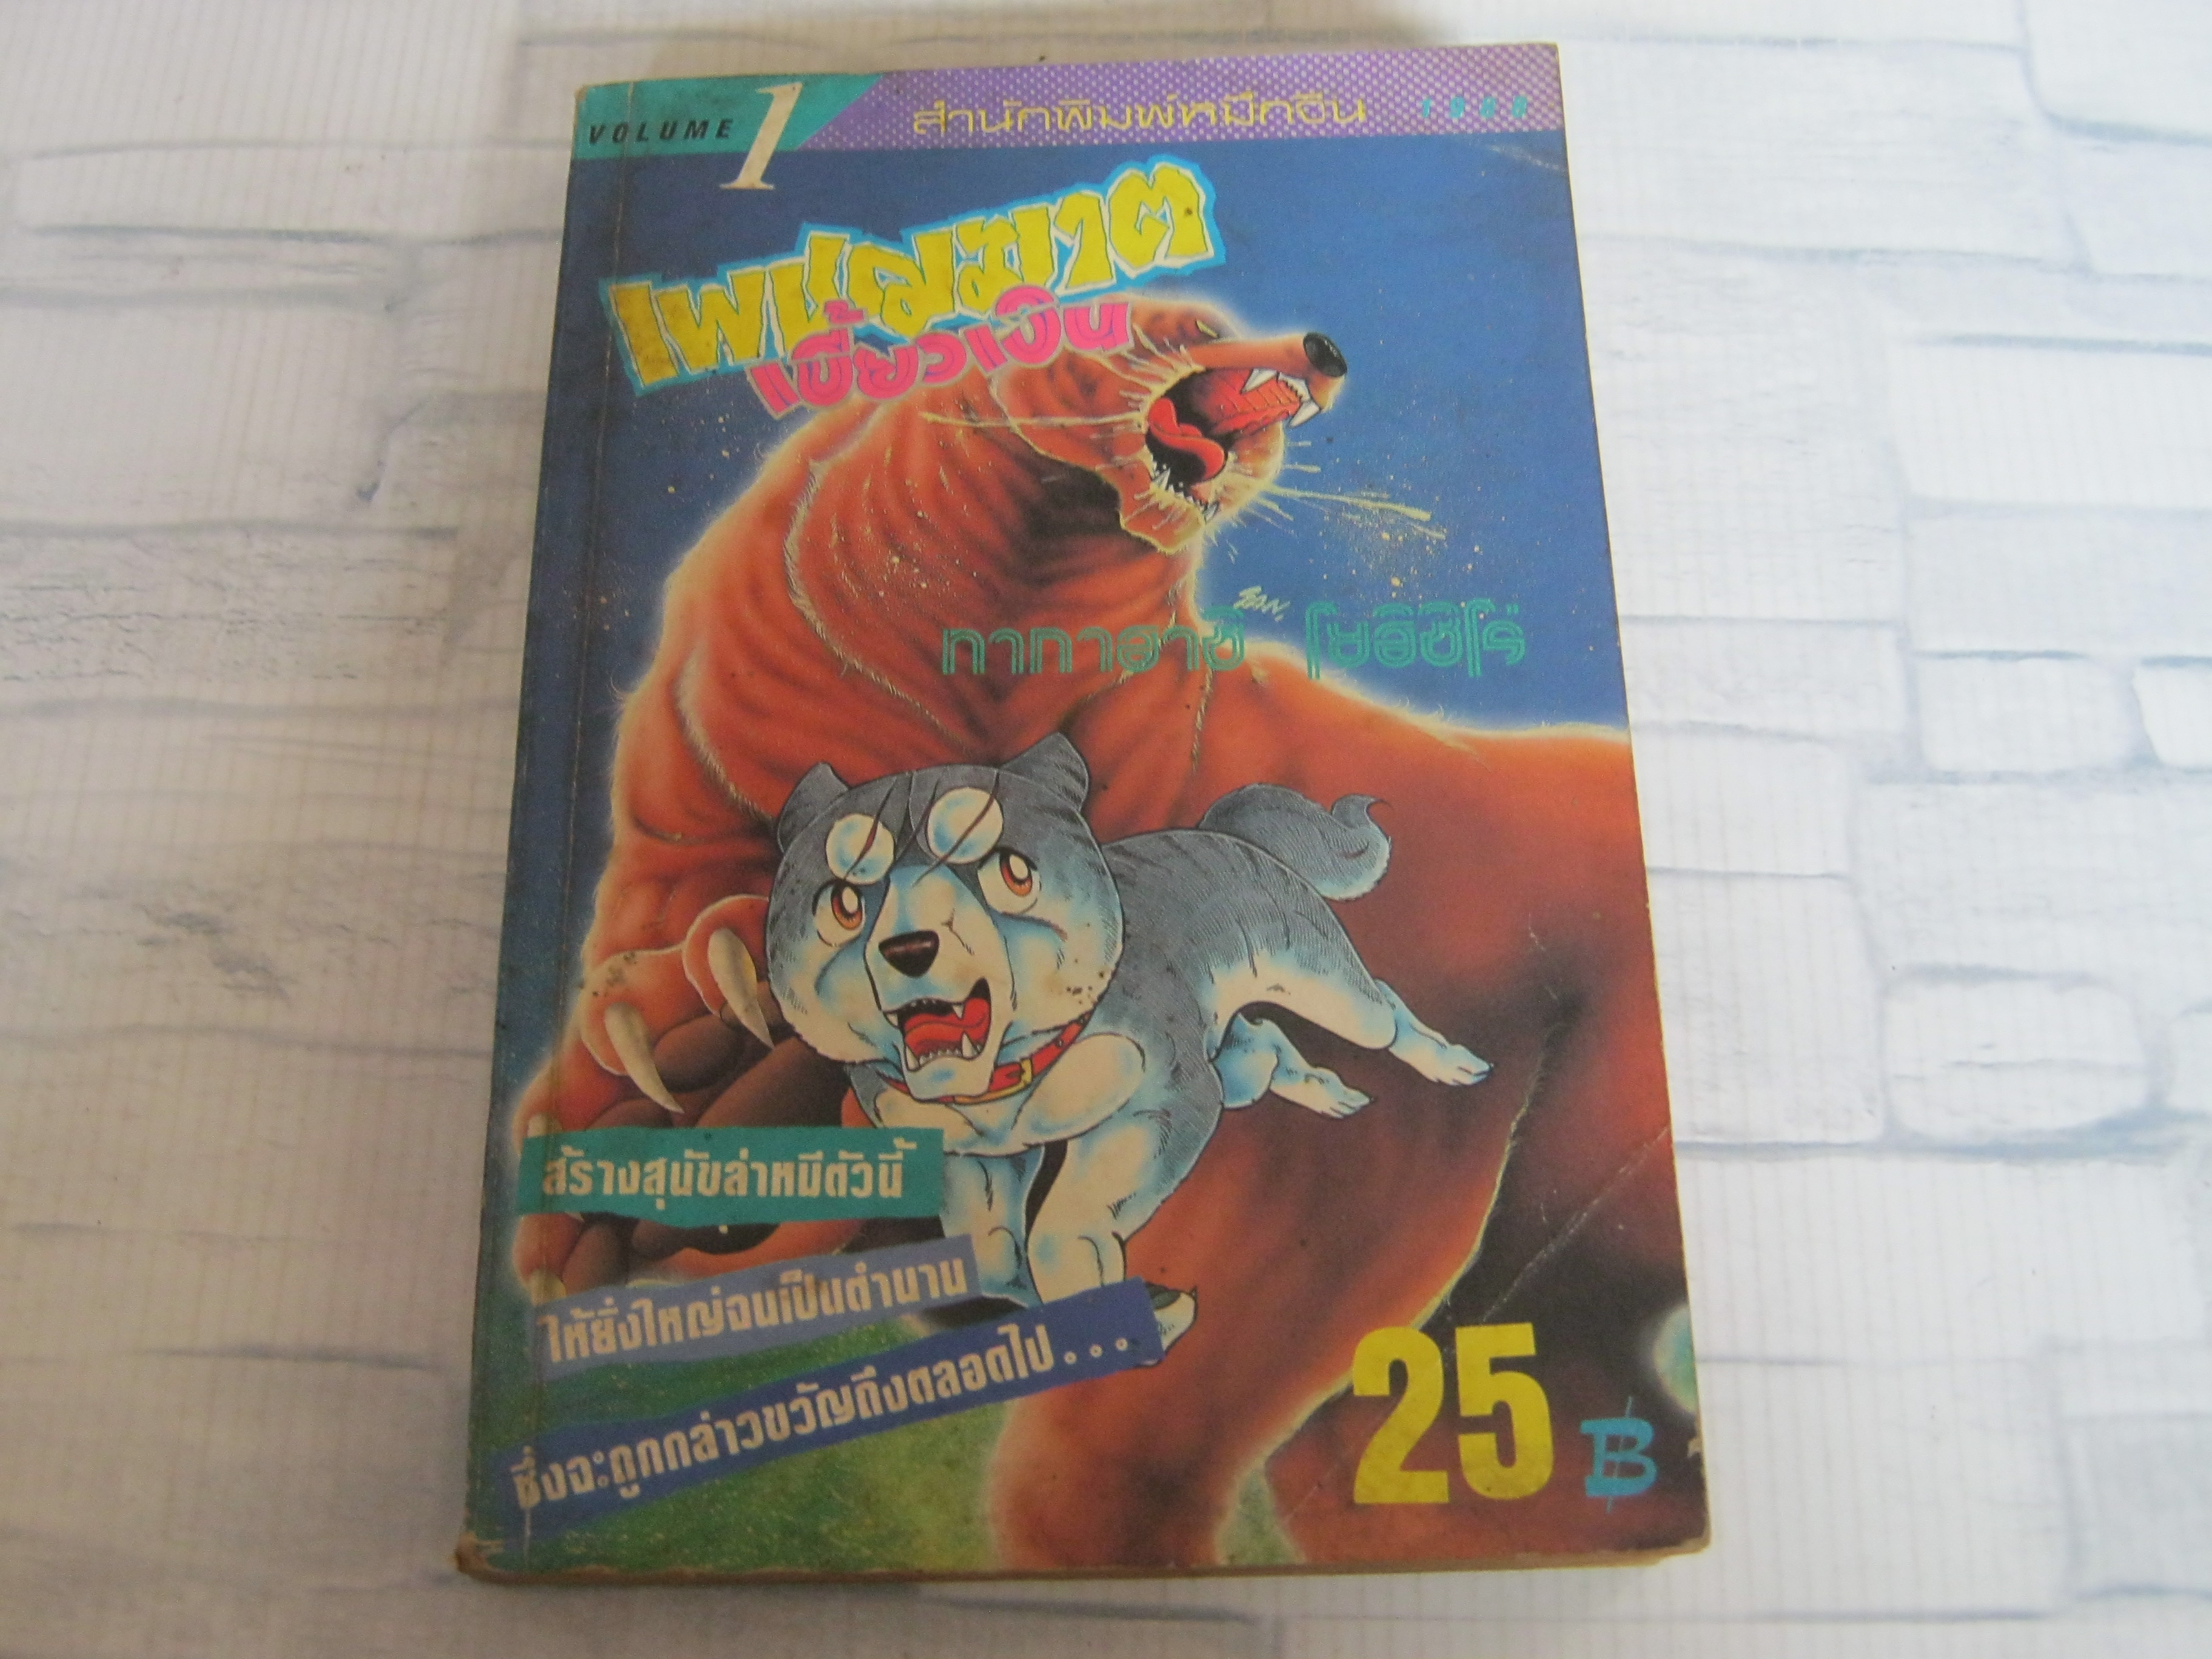 VOLUME 1
สำนักพิมพ์หมึกจีน 1988
เพชฌฆาต
เขี้ยวเงิน
SAN.
ทากาฮาชิ โยชิฮิโร่
สร้างสุนัขล่าหมีตัวนี้
ให้ยิ่งใหญ่จนเป็นตำนาน
ซึ่งจะถูกกล่าวขวัญถึงตลอดไป...
25 ฿